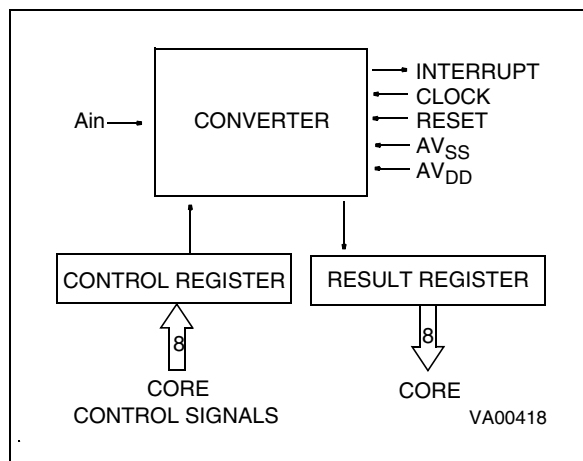 INTERRUPT
CLOCK
Ain
CONVERTER
RESET
AVSS
AVDD
CONTROL REGISTER
RESULT REGISTER
8
8
CORE
CONTROL SIGNALS
CORE
VA00418